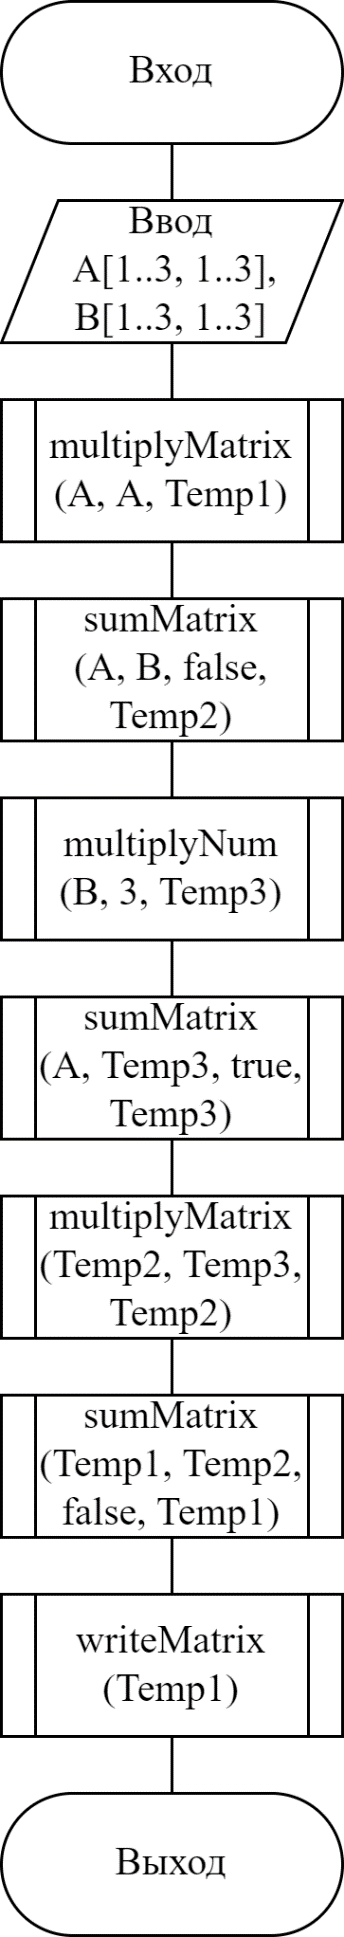 Вход
Ввод
A[1..3, 1..3],
B[1..3, 1..3]
multiplyMatrix
(A, A, Temp1)
sumMatrix
(A, B, false,
Temp2)
multiplyNum
(B, 3, Temp3)
sumMatrix
(A, Temp3, true,
Temp3)
multiplyMatrix
(Temp2, Temp3,
Temp2)
sumMatrix
(Temp1, Temp2,
false, Temp1)
writeMatrix
(Temp1)
Выход